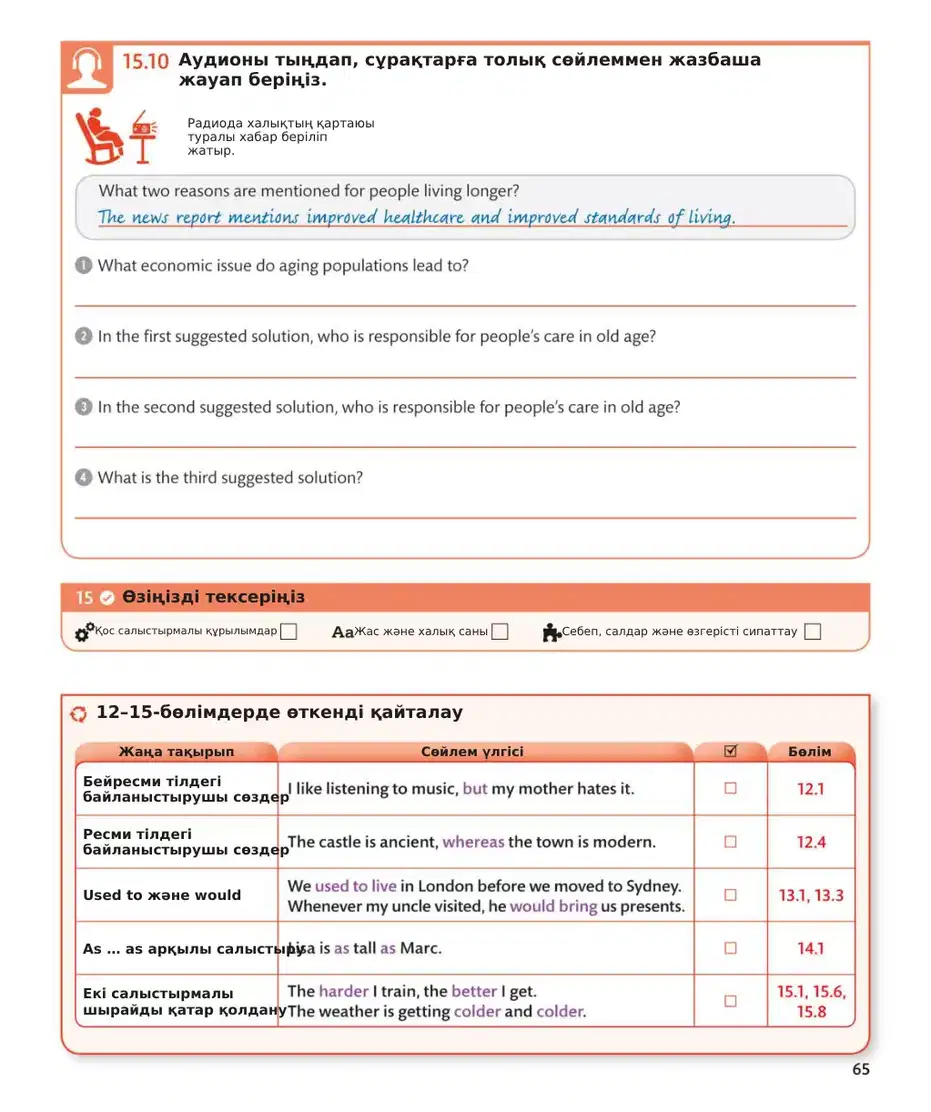 15.10 Аудионы тыңдап, сұрақтарға толық сөйлеммен жазбаша
жауап беріңіз.
Радиода халықтың қартаюы
туралы хабар беріліп
жатыр.
What two reasons are mentioned for people living longer?
The news report mentions improved healthcare and improved standards of living.
1 What economic issue do aging populations lead to?
2 In the first suggested solution, who is responsible for people's care in old age?
3 In the second suggested solution, who is responsible for people's care in old age?
4 What is the third suggested solution?
15 Өзіңізді тексеріңіз
Қос салыстырмалы құрылымдар Aa Жас және халық саны Себеп, салдар және өзгерісті сипаттау
12–15-бөлімдерде өткенді қайталау
Жаңа тақырып Сөйлем үлгісі Бөлім
Бейресми тілдегі
байланыстырушы сөздер
I like listening to music, but my mother hates it. 12.1
Ресми тілдегі
байланыстырушы сөздер
The castle is ancient, whereas the town is modern. 12.4
Used to және would
We used to live in London before we moved to Sydney.
Whenever my uncle visited, he would bring us presents.
13.1, 13.3
As ... as арқылы салыстыру
Lisa is as tall as Marc. 14.1
Екі салыстырмалы
шырайды қатар қолдану
The harder I train, the better I get.
The weather is getting colder and colder.
15.1, 15.6,
15.8
65